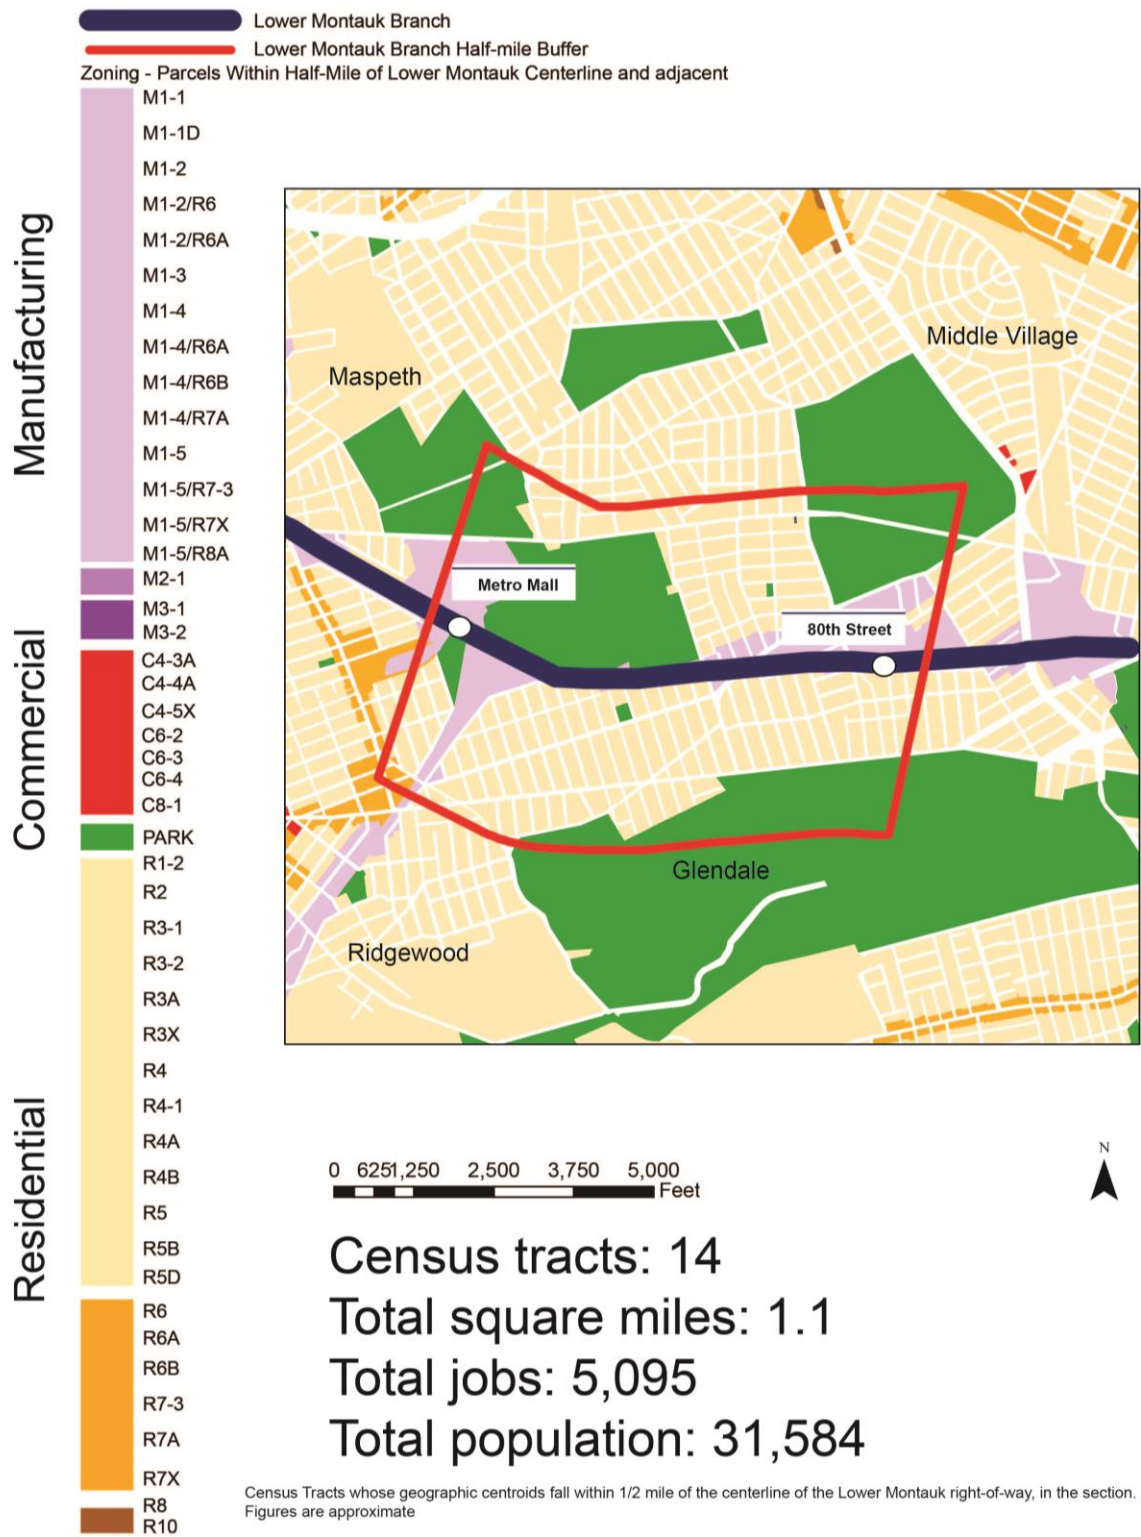 Lower Montauk Branch
Lower Montauk Branch Half-mile Buffer
Zoning - Parcels Within Half-Mile of Lower Montauk Centerline and adjacent
Manufacturing
M1-1
M1-1D
M1-2
M1-2/R6
M1-2/R6A
M1-3
M1-4
M1-4/R6A
M1-4/R6B
M1-4/R7A
M1-5
M1-5/R7-3
M1-5/R7X
M1-5/R8A
M2-1
M3-1
M3-2
Commercial
C4-3A
C4-4A
C4-5X
C6-2
C6-3
C6-4
C8-1
PARK
Residential
R1-2
R2
R3-1
R3-2
R3A
R3X
R4
R4-1
R4A
R4B
R5
R5B
R5D
R6
R6A
R6B
R7-3
R7A
R7X
R8
R10
Middle Village
Maspeth
Metro Mall
80th Street
Glendale
Ridgewood
0 625 1,250 2,500 3,750 5,000
Feet
N
Census tracts: 14
Total square miles: 1.1
Total jobs: 5,095
Total population: 31,584
Census Tracts whose geographic centroids fall within 1/2 mile of the centerline of the Lower Montauk right-of-way, in the section.
Figures are approximate